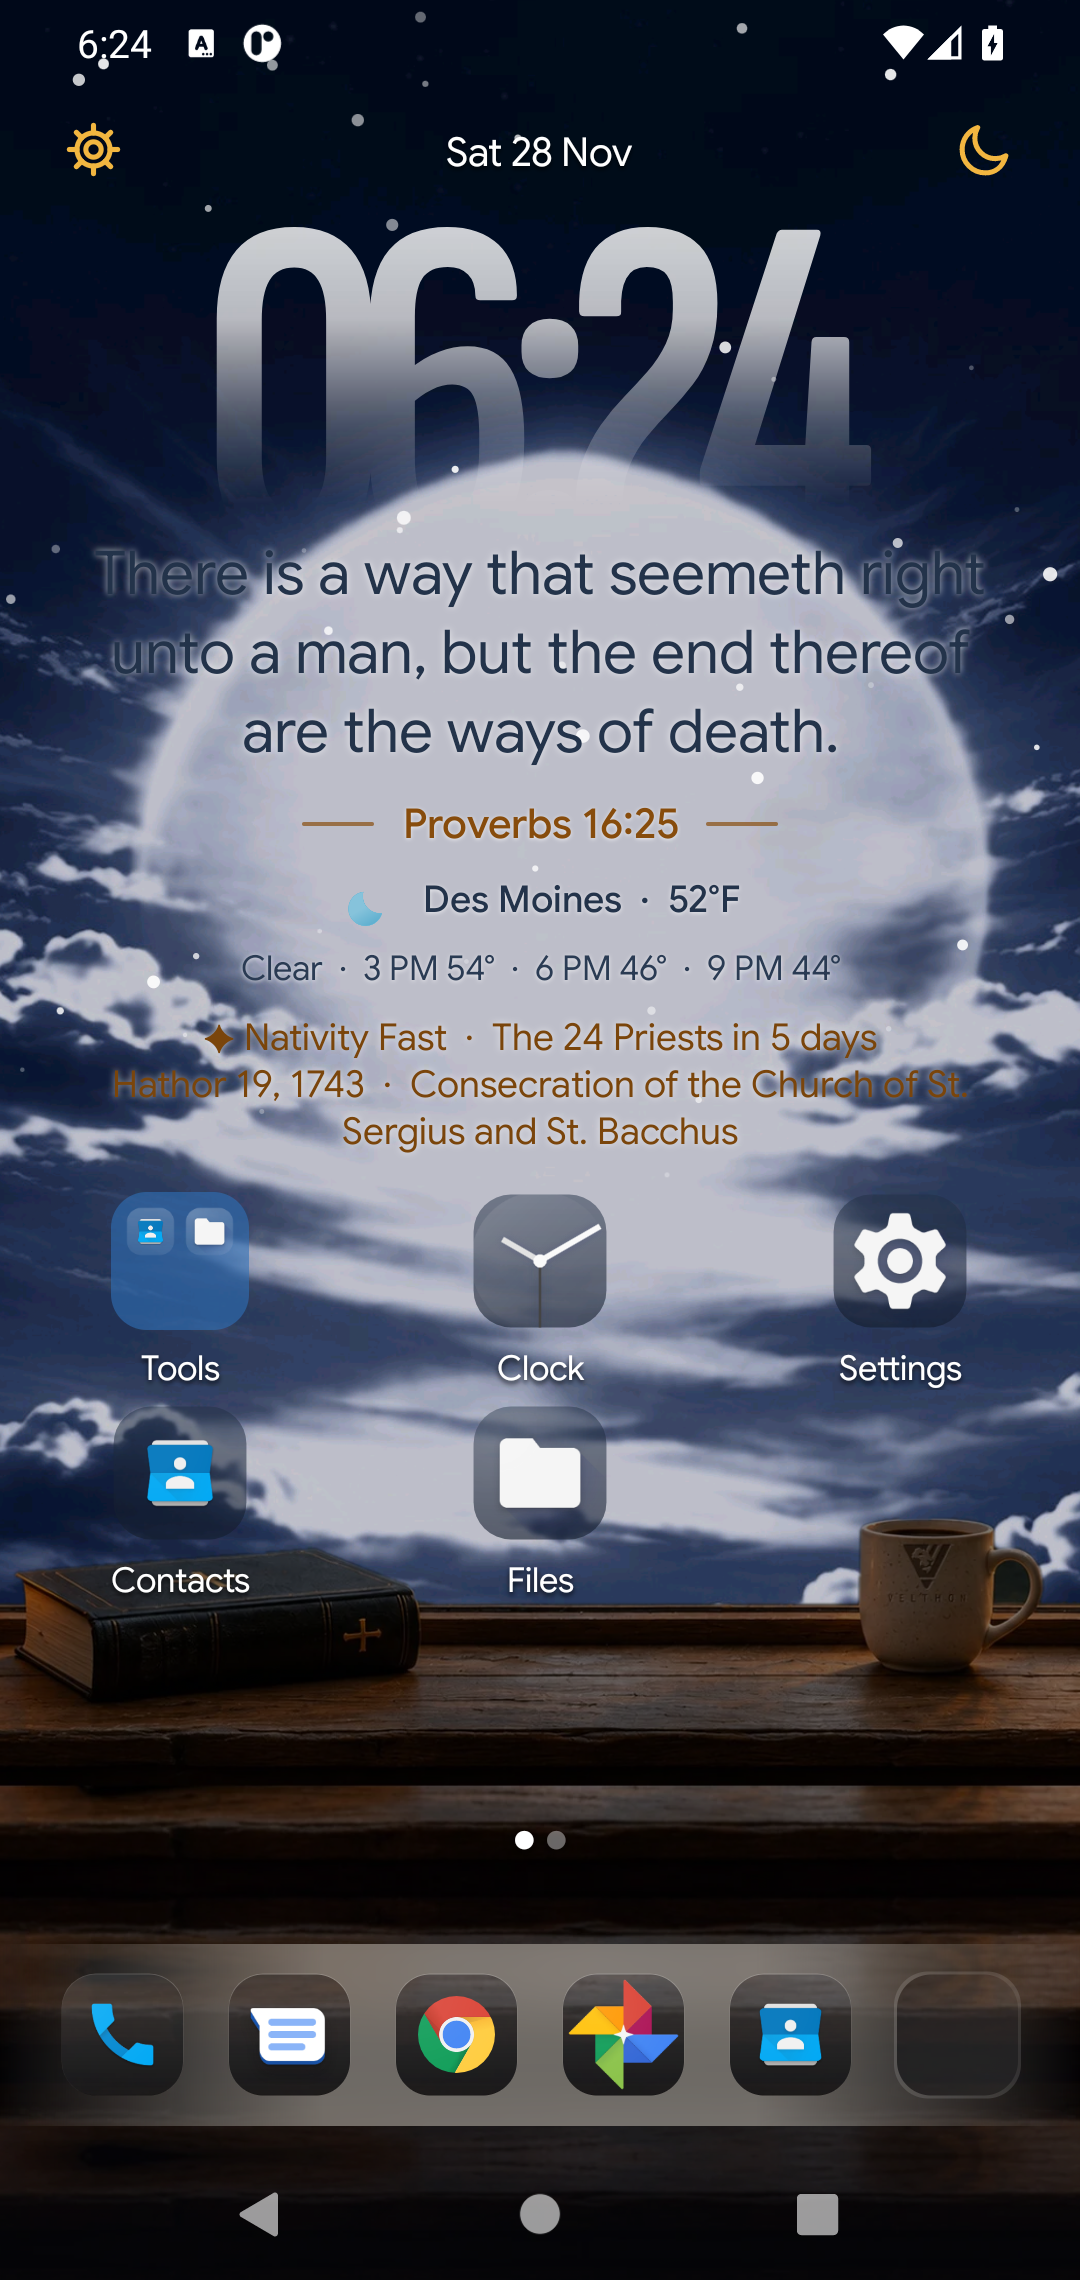 6:24
Sat 28 Nov
06:24
There is a way that seemeth right
unto a man, but the end thereof
are the ways of death.
Proverbs 16:25
Des Moines · 52°F
Clear · 3 PM 54° · 6 PM 46° · 9 PM 44°
✦ Nativity Fast · The 24 Priests in 5 days
Hathor 19, 1743 · Consecration of the Church of St.
Sergius and St. Bacchus
Tools
Clock
Settings
Contacts
Files
VELTHON